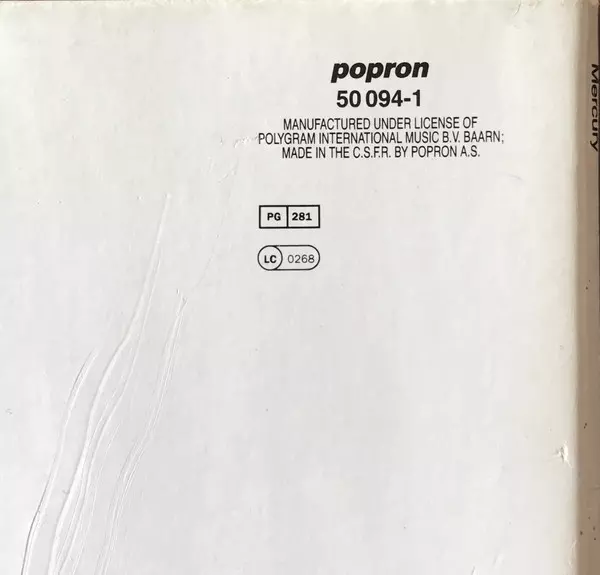 popron
50 094-1
MANUFACTURED UNDER LICENSE OF
POLYGRAM INTERNATIONAL MUSIC B.V. BAARN;
MADE IN THE C.S.F.R. BY POPRON A.S.
PG 281
LC 0268
Mercury